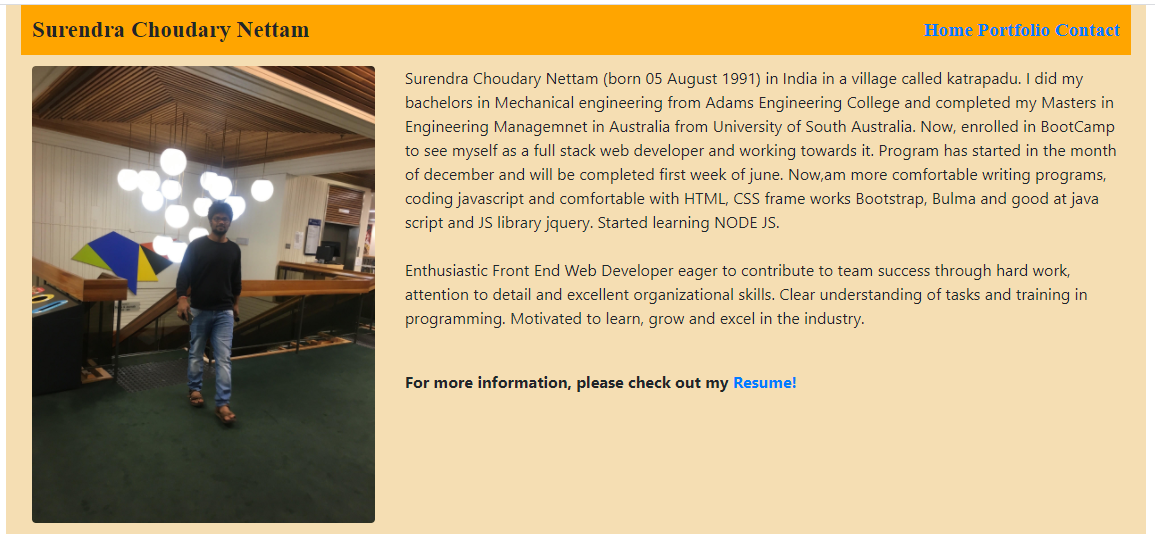 Surendra Choudary Nettam
Home Portfolio Contact
Surendra Choudary Nettam (born 05 August 1991) in India in a village called katrapadu. I did my
bachelors in Mechanical engineering from Adams Engineering College and completed my Masters in
Engineering Managemnet in Australia from University of South Australia. Now, enrolled in BootCamp
to see myself as a full stack web developer and working towards it. Program has started in the month
of december and will be completed first week of june. Now,am more comfortable writing programs,
coding javascript and comfortable with HTML, CSS frame works Bootstrap, Bulma and good at java
script and JS library jquery. Started learning NODE JS.
Enthusiastic Front End Web Developer eager to contribute to team success through hard work,
attention to detail and excellent organizational skills. Clear understanding of tasks and training in
programming. Motivated to learn, grow and excel in the industry.
For more information, please check out my Resume!